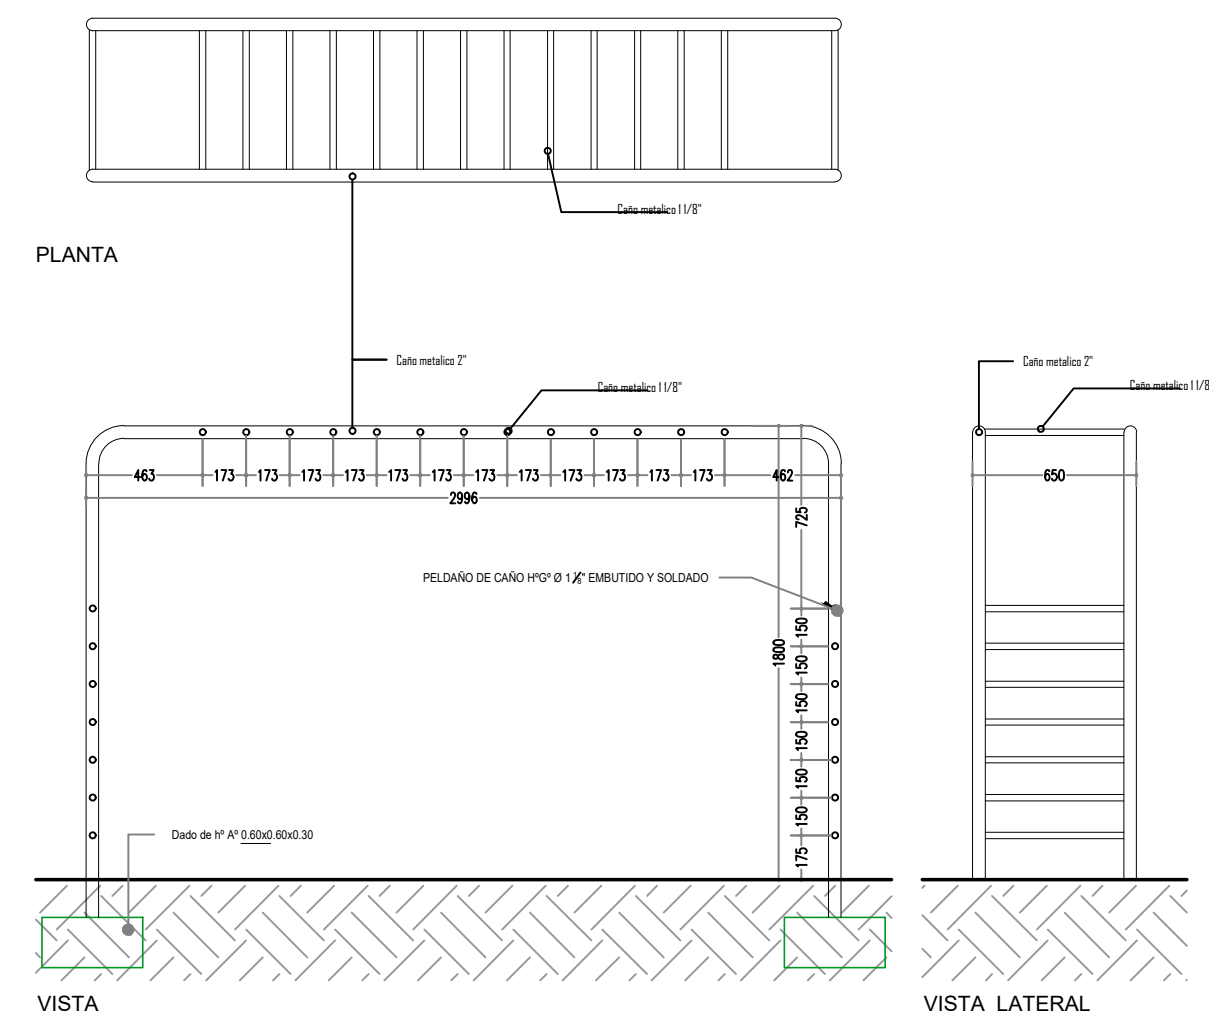 Caño metalico 1 1/8"
PLANTA
Caño metalico 2"
Caño metalico 2"
Caño metalico 1 1/8"
Caño metalico 1 1/8
463 173 173 173 173 173 173 173 173 173 173 173 173 462
650
2996
725
PELDAÑO DE CAÑO HºGº Ø 1 ⅛" EMBUTIDO Y SOLDADO
150
1800
150
150
150
150
150
Dado de hº Aº 0.60x0.60x0.30
175
VISTA
VISTA LATERAL